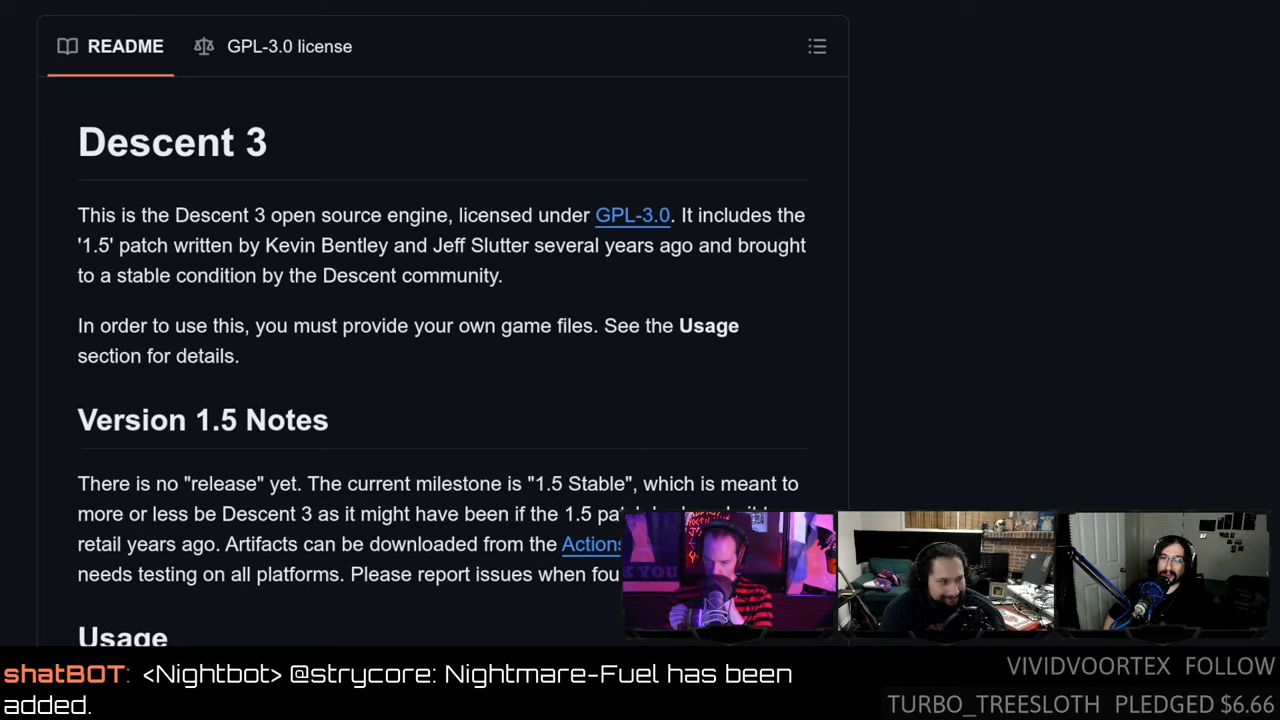 README GPL-3.0 license
Descent 3
This is the Descent 3 open source engine, licensed under GPL-3.0. It includes the
'1.5' patch written by Kevin Bentley and Jeff Slutter several years ago and brought
to a stable condition by the Descent community.
In order to use this, you must provide your own game files. See the Usage
section for details.
Version 1.5 Notes
There is no "release" yet. The current milestone is "1.5 Stable", which is meant to
more or less be Descent 3 as it might have been if the 1.5
retail years ago. Artifacts can be downloaded from the Actions
needs testing on all platforms. Please report issues when
Usage
shatBOT: <Nightbot> @strycore: Nightmare-Fuel has been
added.
VIVIDVOORTEX FOLLOW
TURBO_TREESLOTH PLEDGED $6.66